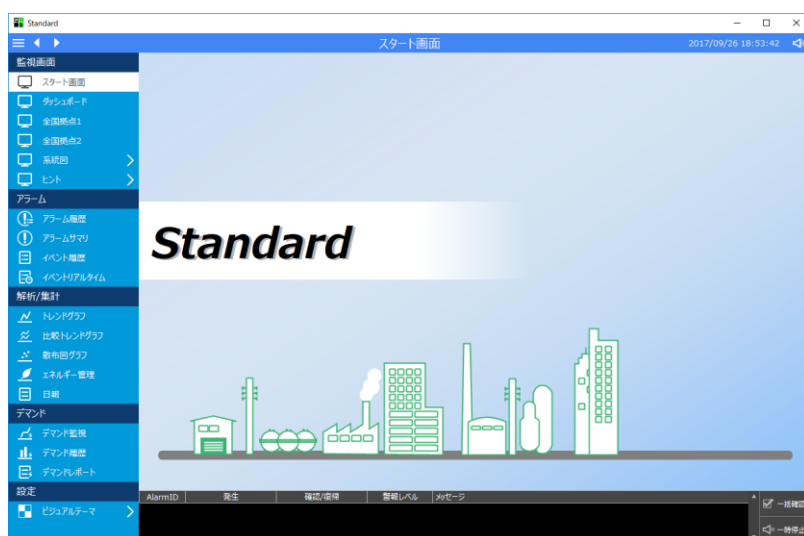 Standard
スタート画面
2017/09/26 18:53:42
監視画面
スタート画面
ダッシュボード
全国拠点1
全国拠点2
系統図
ヒント
アラーム
アラーム履歴
アラームサマリ
イベント履歴
イベントリアルタイム
解析/集計
トレンドグラフ
比較トレンドグラフ
散布図グラフ
エネルギー管理
日報
デマンド
デマンド監視
デマンド履歴
デマンドレポート
設定
ビジュアルテーマ
Standard
AlarmID 発生 確認/復帰 警報レベル メッセージ
一括確認
一時停止